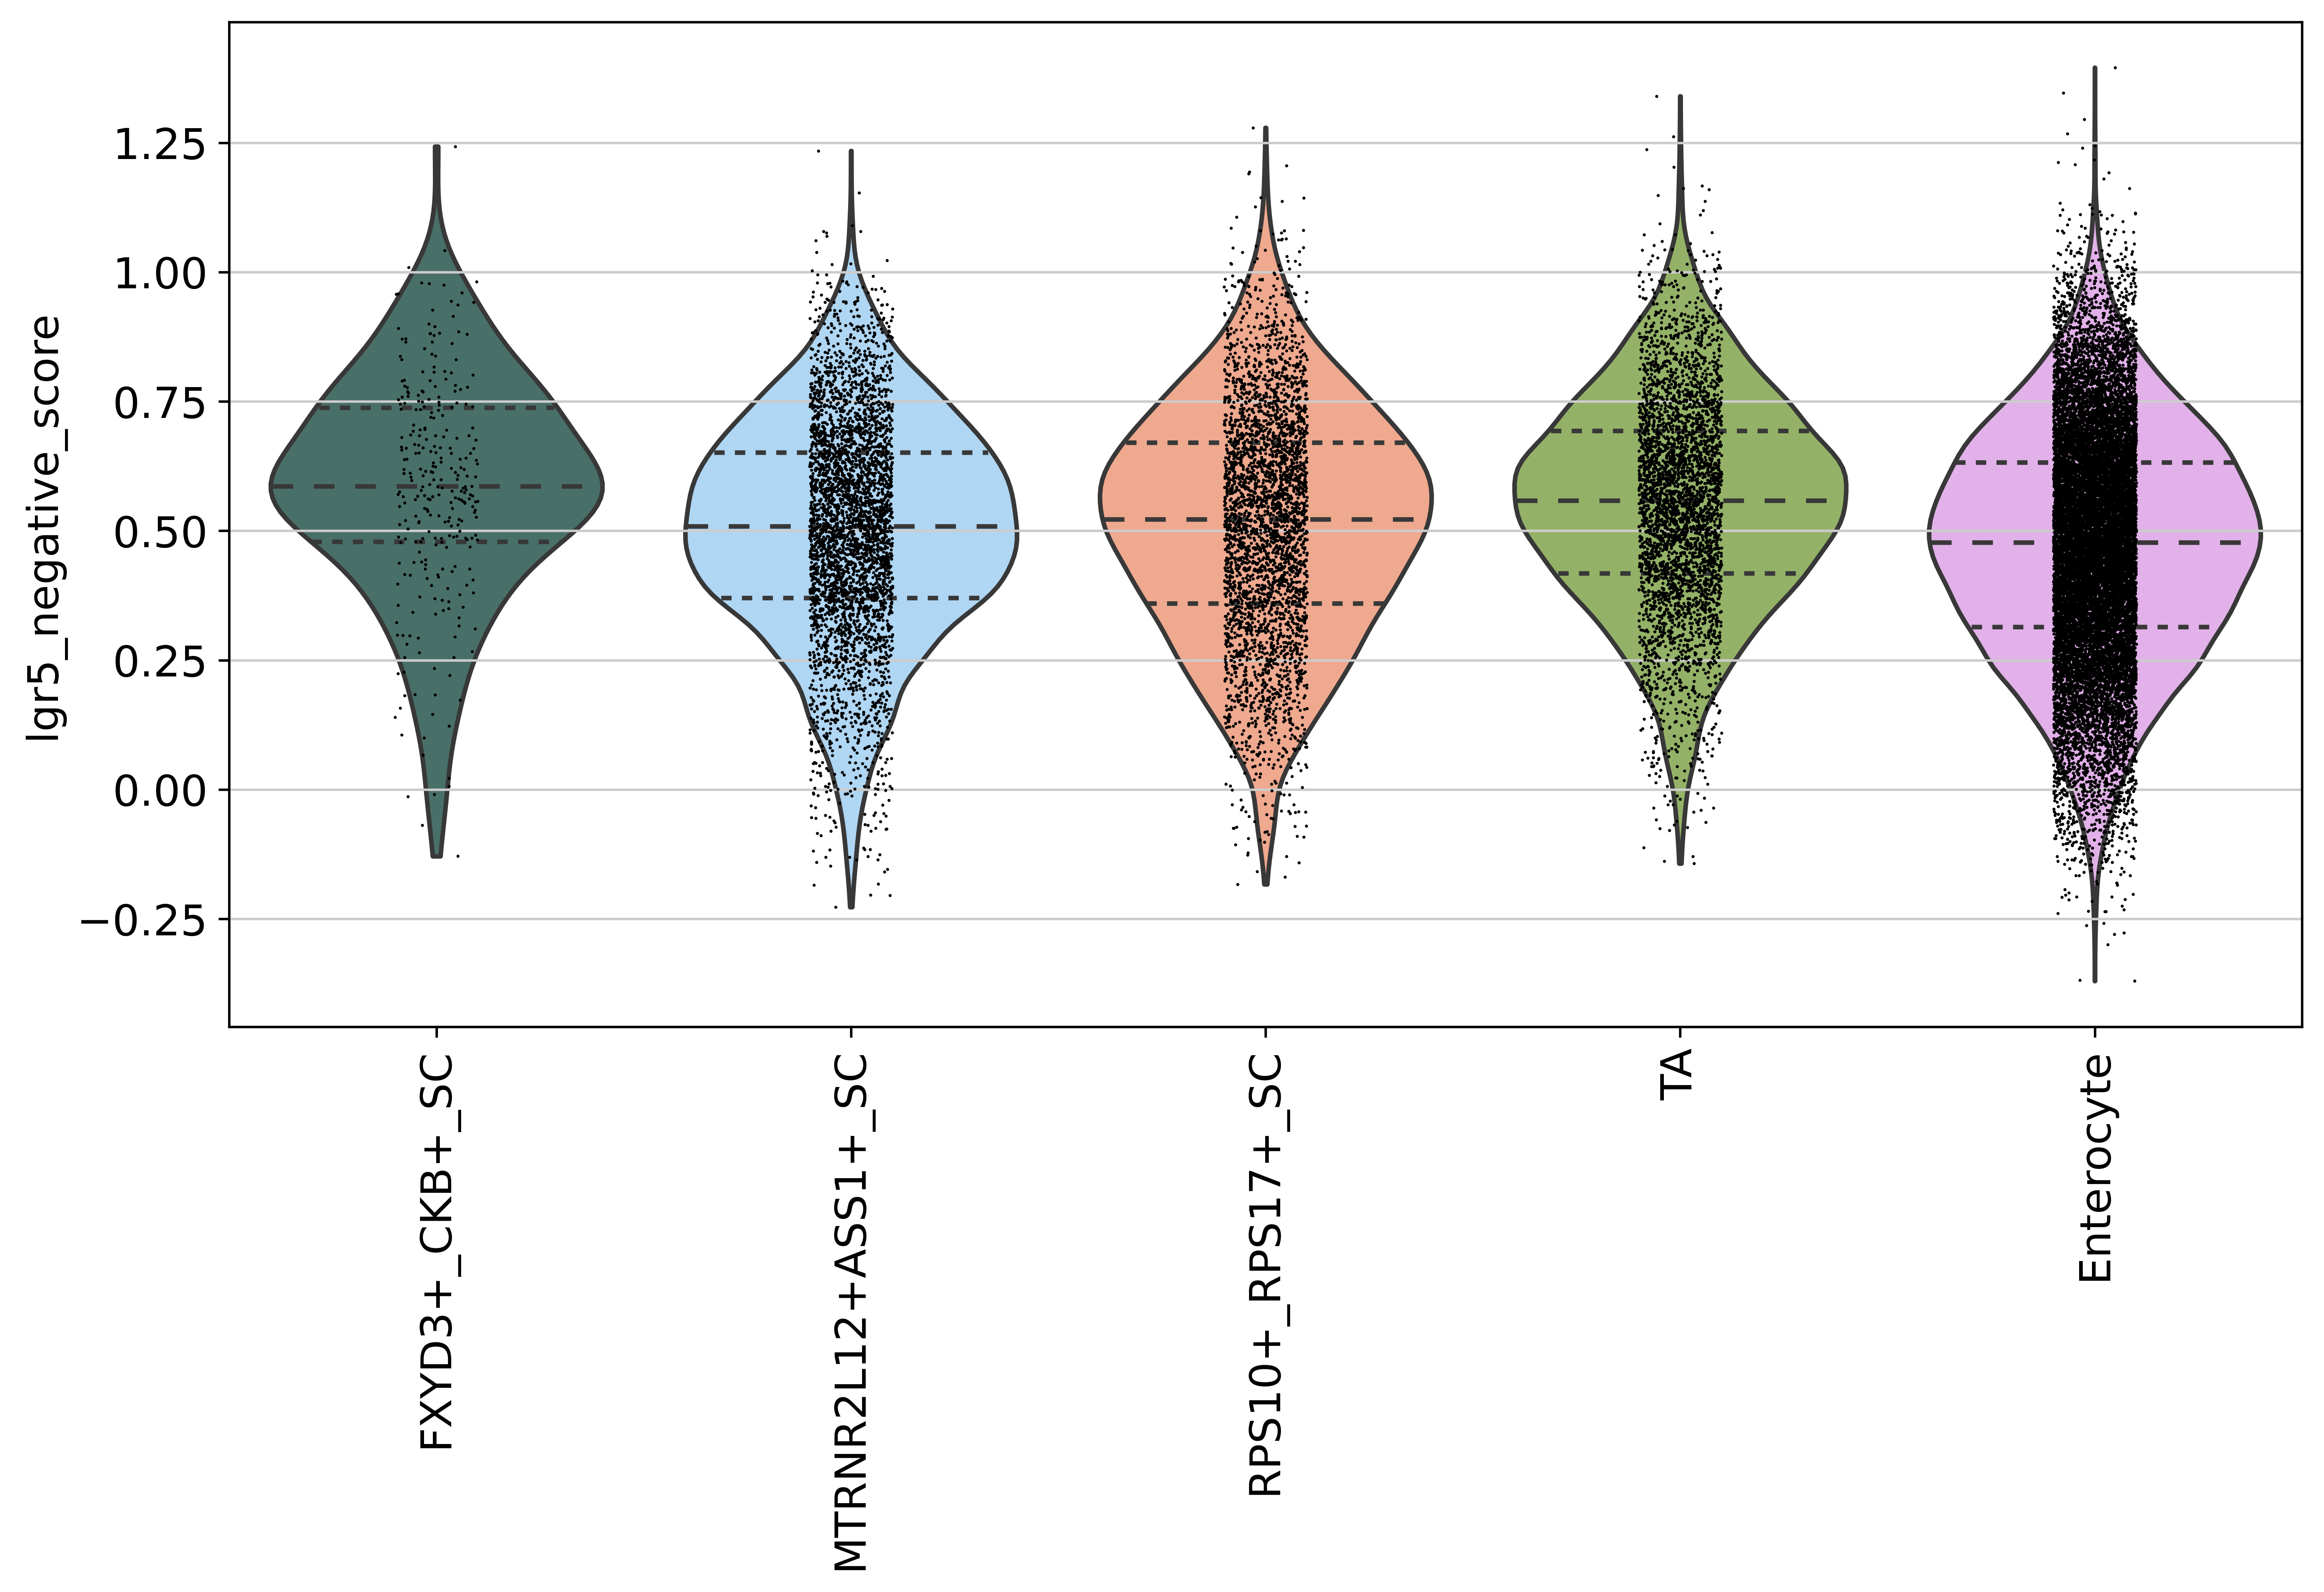 lgr5_negative_score
1.25
1.00
0.75
0.50
0.25
0.00
−0.25
FXYD3+_CKB+_SC
MTRNR2L12+ASS1+_SC
RPS10+_RPS17+_SC
TA
Enterocyte